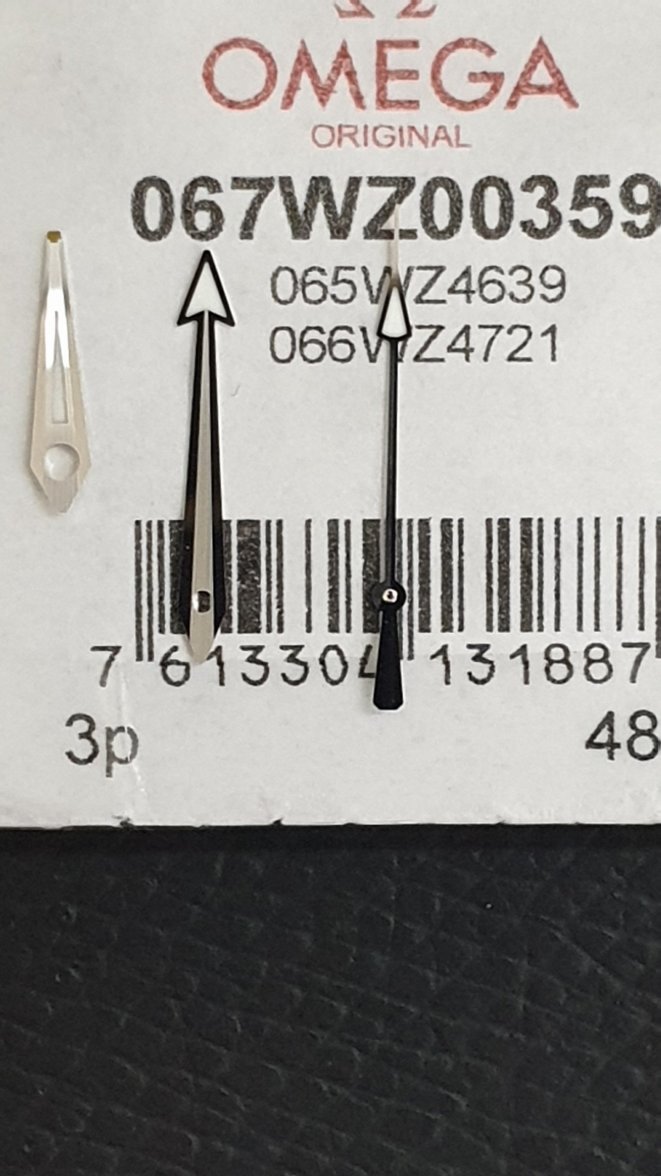 OMEGA
ORIGINAL
067WZ00359
065WZ4639
066WZ4721
7 613304 131887
3p
48